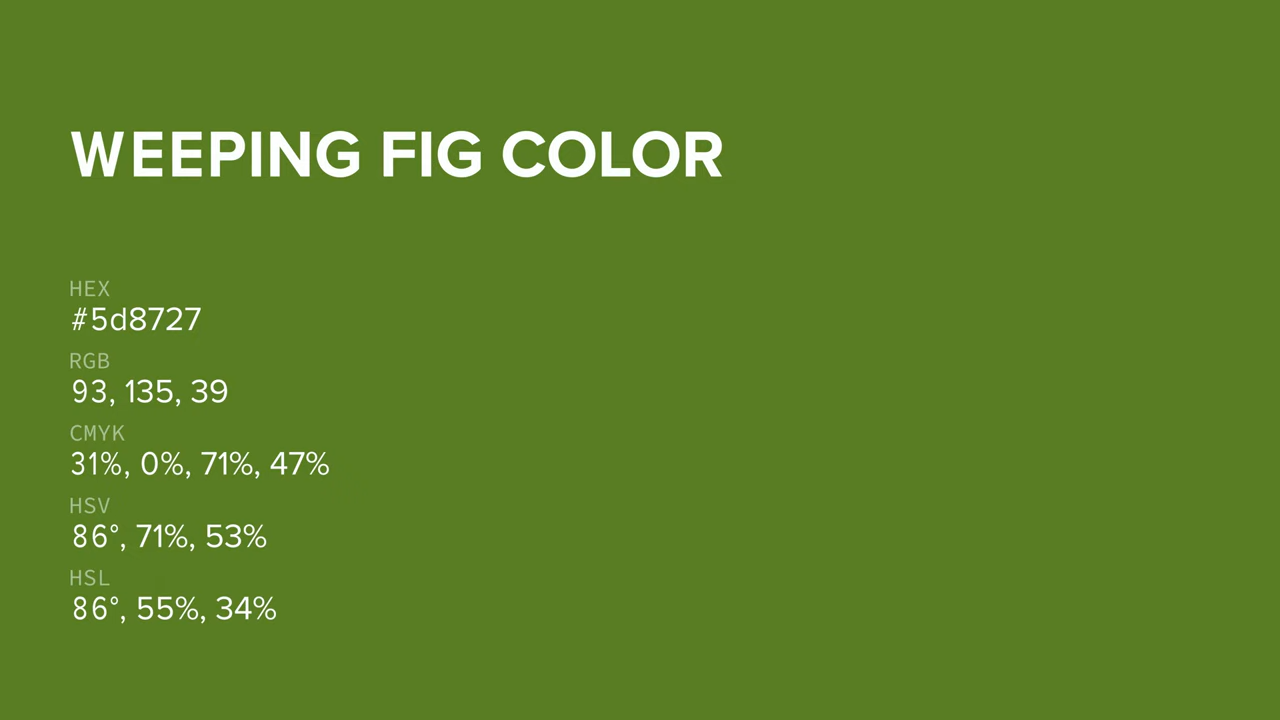 WEEPING FIG COLOR
HEX
#5d8727
RGB
93, 135, 39
CMYK
31%, 0%, 71%, 47%
HSV
86°, 71%, 53%
HSL
86°, 55%, 34%